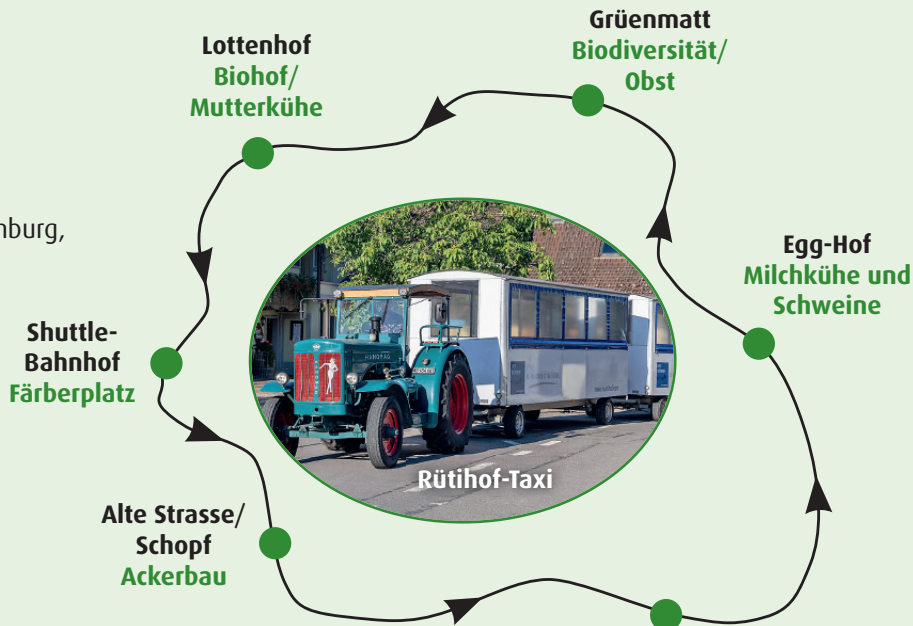 Grüenmatt
Biodiversität/
Obst
Lottenhof
Biohof/
Mutterkühe
nburg,
Egg-Hof
Milchkühe und
Schweine
Shuttle-
Bahnhof
Färberplatz
HANOMAG
Rütihof-Taxi
Alte Strasse/
Schopf
Ackerbau